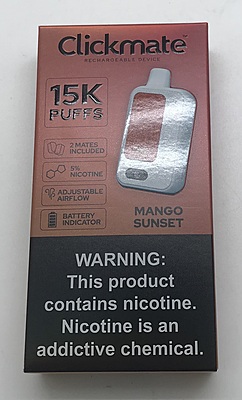 Clickmate™
RECHARGEABLE DEVICE
15K
PUFFS
2 MATES
INCLUDED
5%
NICOTINE
ADJUSTABLE
AIRFLOW
BATTERY
INDICATOR
MANGO
SUNSET
WARNING:
This product
contains nicotine.
Nicotine is an
addictive chemical.